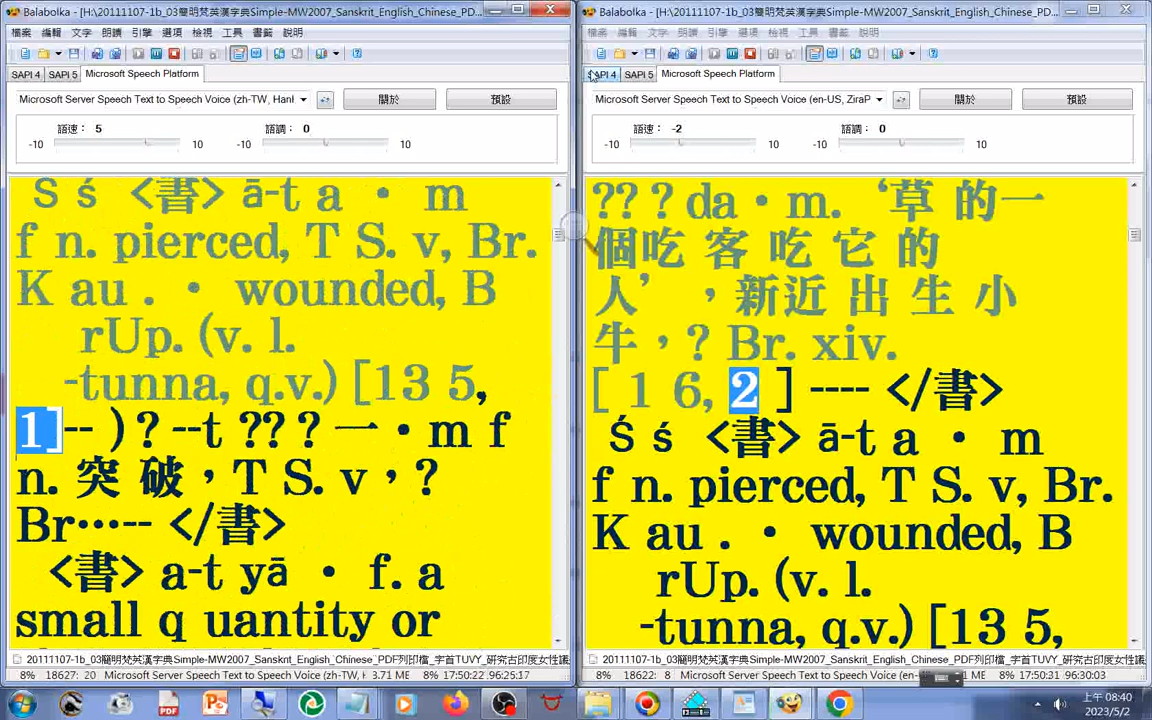 Balabolka - [H:\20111107-1b_03簡明梵英漢字典Simple-MW2007_Sanskrit_English_Chinese_PD...
檔案 編輯 文字 朗讀 引擎 選項 檢視 工具 書籤 說明
SAPI 4 SAPI 5 Microsoft Speech Platform
Microsoft Server Speech Text to Speech Voice (zh-TW, Hanl 關於 預設
語速： 5 語調： 0
-10 10 -10 10
Ś ś <書> ā-t a • m
f n. pierced, T S. v, Br.
K au . • wounded, B
rUp. (v. l.
-tunna, q.v.) [13 5,
1]-- )? --t ?? ? 一 • m f
n. 突 破，T S. v，?
Br…-- </書>
<書> a-t yā • f. a
small q uantity or
20111107-1b_03簡明梵英漢字典Simple-MW2007_Sanskrit_English_Chinese_PDF列印檔_字首TUVY_研究古印度女性議
8% 18627: 20 Microsoft Server Speech Text to Speech Voice (zh-TW, H 3.71 ME 8% 17:50:22/96:25:17
Balabolka - [H:\20111107-1b_03簡明梵英漢字典Simple-MW2007_Sanskrit_English_Chinese_PD...
檔案 編輯 文字 朗讀 引擎 選項 檢視 工具 書籤 說明
SAPI 4 SAPI 5 Microsoft Speech Platform
Microsoft Server Speech Text to Speech Voice (en-US, ZiraP 關於 預設
語速： -2 語調： 0
-10 10 -10 10
?? ? da • m. ‘草 的一
個吃 客 吃 它 的
人’ ，新近 出 生 小
牛，? Br. xiv.
[ 1 6, 2 ] ---- </書>
Ś ś <書> ā-t a • m
f n. pierced, T S. v, Br.
K au . • wounded, B
rUp. (v. l.
-tunna, q.v.) [13 5,
20111107-1b_03簡明梵英漢字典Simple-MW2007_Sanskrit_English_Chinese_PDF列印檔_字首TUVY_研究古印度女性議
8% 18622: 8 Microsoft Server Speech Text to Speech Voice (en- 8% 17:50:31/96:30:03
上午 08:40
2023/5/2